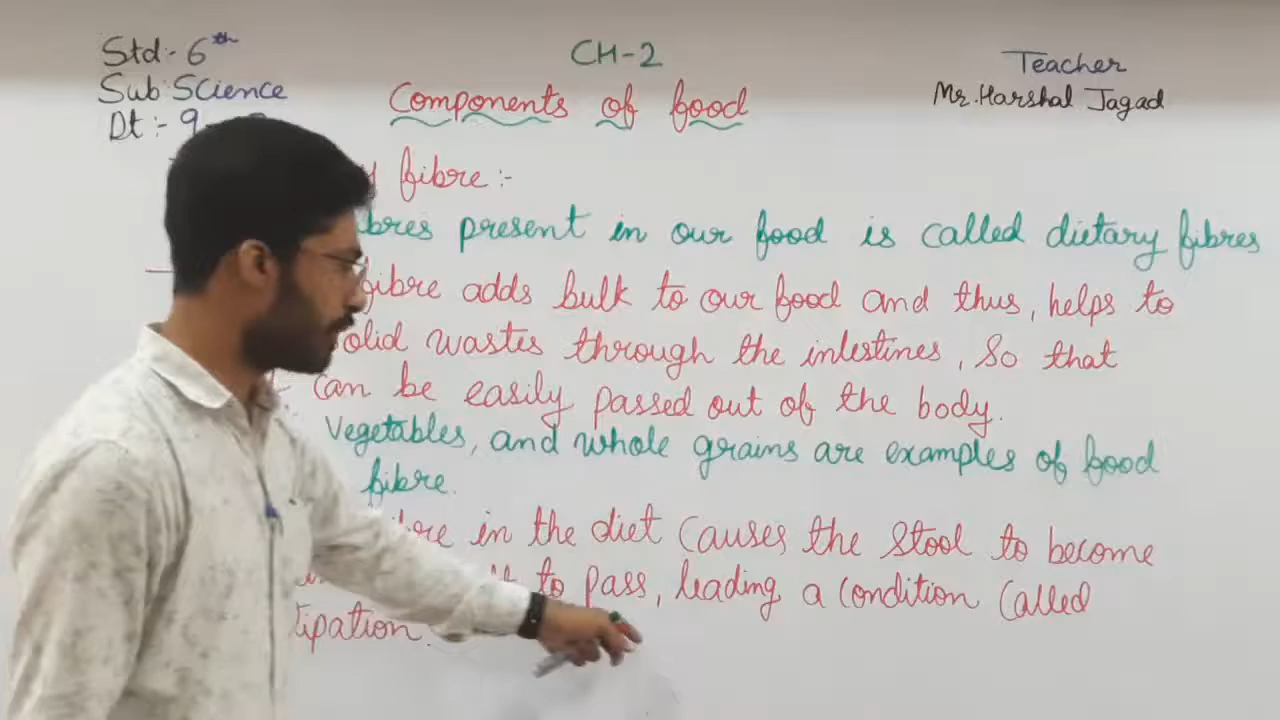 Std:- 6th
CH-2
Teacher
Sub: Science
Components of food
Mr. Harshal Jagad
Dt :- 9
fibre :-
present in our food is called dietary fibres
fibre adds bulk to our food and thus, helps to
wastes through the intestines, so that
can be easily passed out of the body.
Vegetables, and whole grains are examples of food
fibre.
in the diet causes the stool to become
to pass, leading a condition called